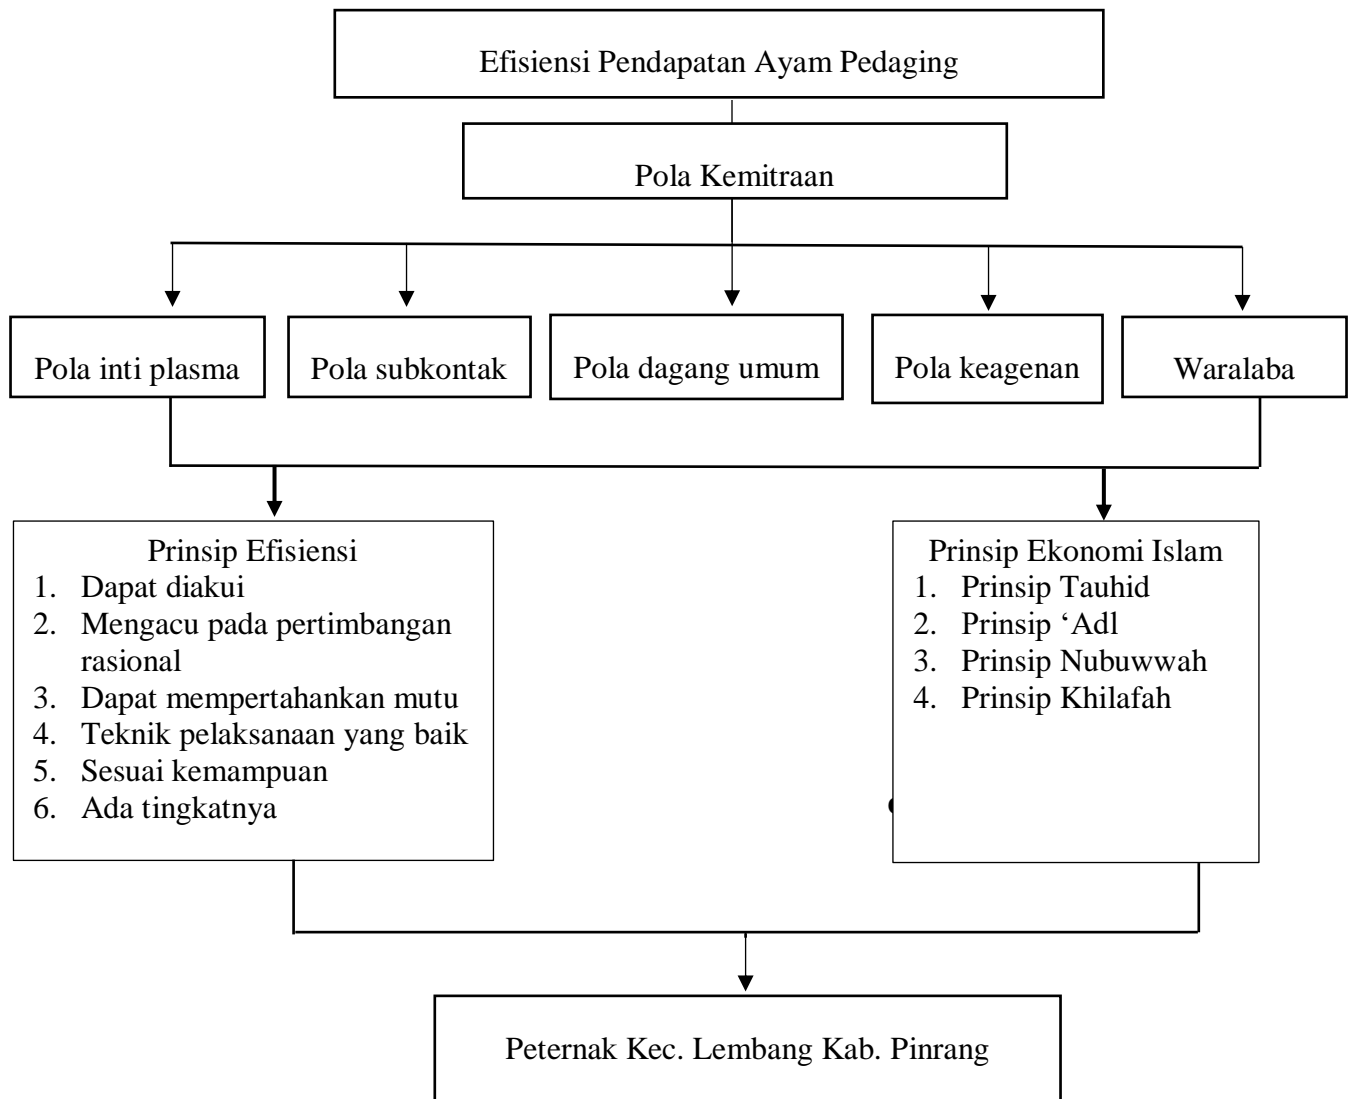 Efisiensi Pendapatan Ayam Pedaging
Pola Kemitraan
Pola inti plasma
Pola subkontak
Pola dagang umum
Pola keagenan
Waralaba
Prinsip Efisiensi
1. Dapat diakui
2. Mengacu pada pertimbangan
rasional
3. Dapat mempertahankan mutu
4. Teknik pelaksanaan yang baik
5. Sesuai kemampuan
6. Ada tingkatnya
Prinsip Ekonomi Islam
1. Prinsip Tauhid
2. Prinsip ‘Adl
3. Prinsip Nubuwwah
4. Prinsip Khilafah
Peternak Kec. Lembang Kab. Pinrang